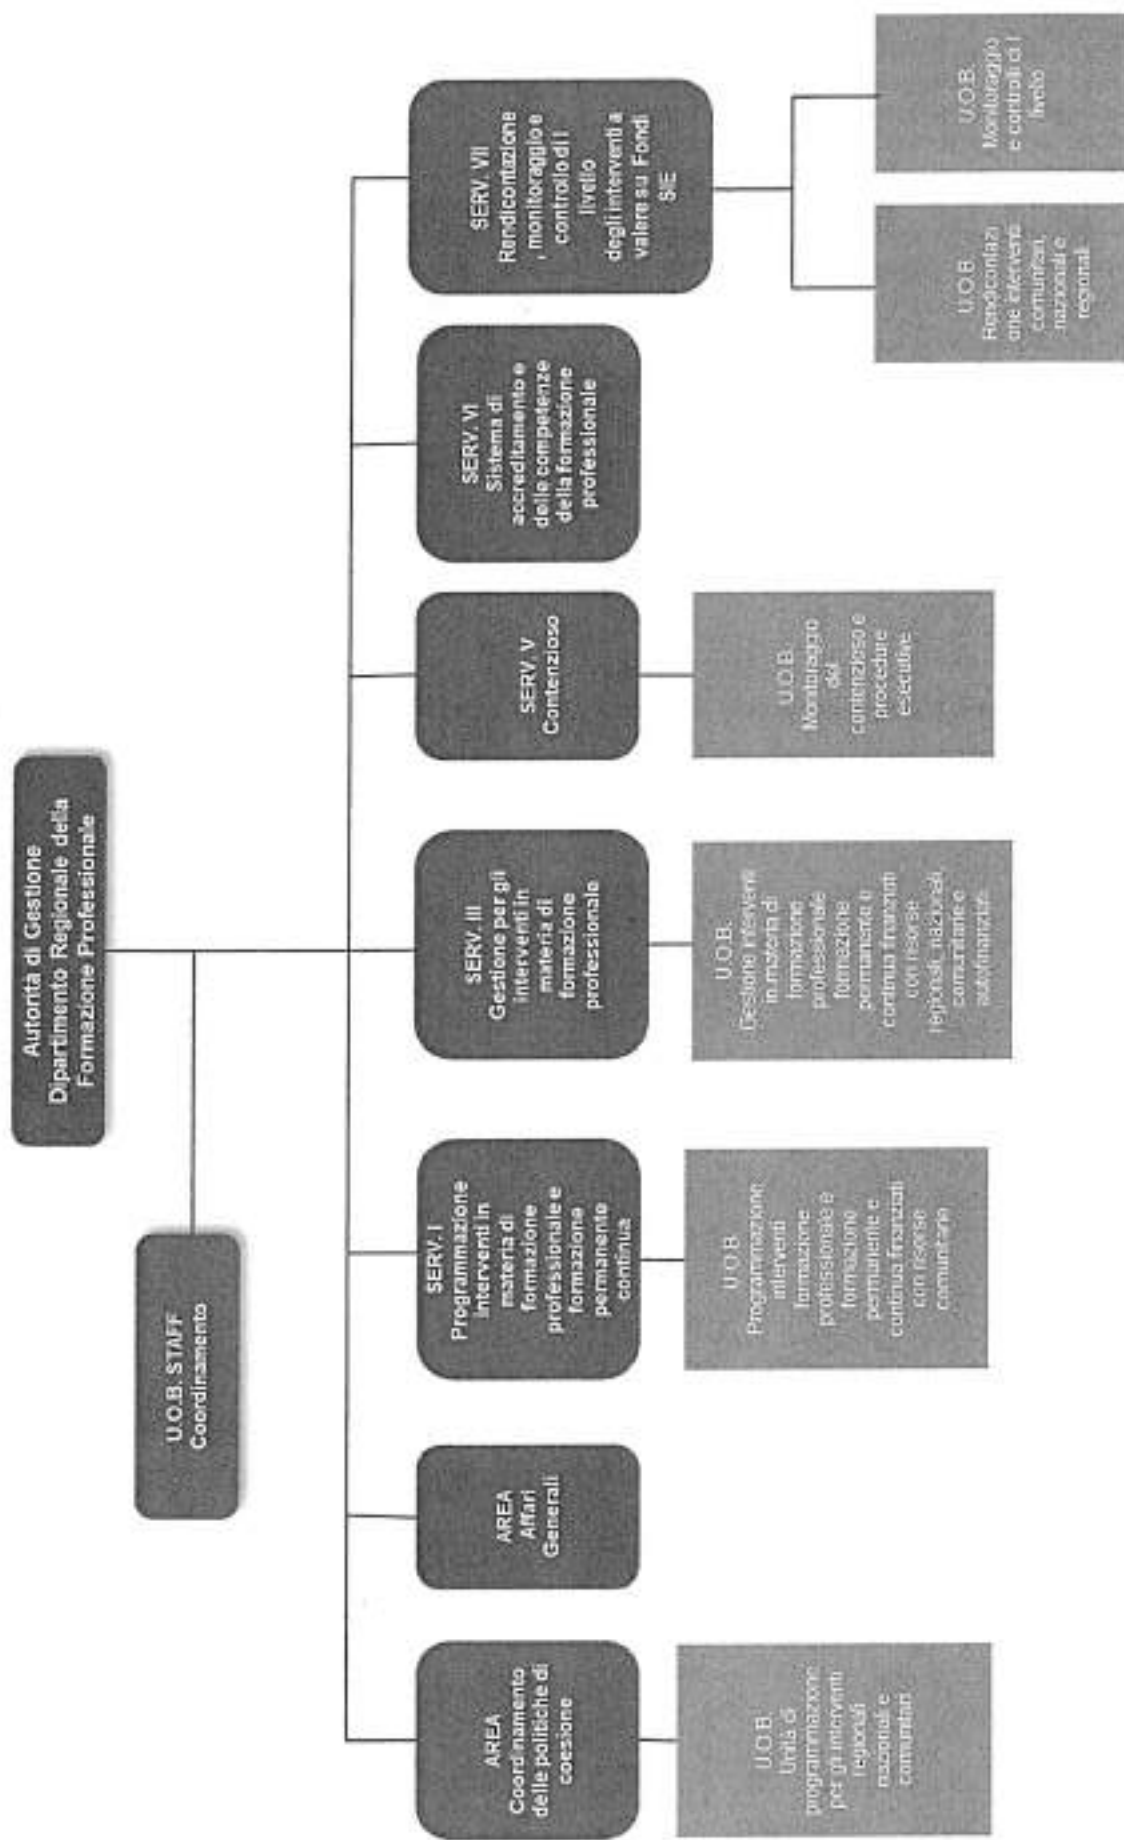 Autorità di Gestione
Dipartimento Regionale della
Formazione Professionale
U.O.B. STAFF
Coordinamento
AREA
Coordinamento
delle politiche di
coesione
AREA
Affari
Generali
SERV. I
Programmazione
interventi in
materia di
formazione
professionale e
formazione
permanente
continua
SERV. III
Gestione per gli
interventi in
materia di
formazione
professionale
SERV. V
Contenzioso
SERV. VI
Sistema di
accreditamento e
delle competenze
della formazione
professionale
SERV. VII
Rendicontazione
, monitoraggio e
controllo di I
livello
degli interventi a
valere su Fondi
SIE
U.O.B.
Unità di
programmazione
per gli interventi
regionali
nazionali e
comunitari
U.O.B.
Programmazione
interventi
formazione
professionale e
formazione
permanente e
continua finanziati
con risorse
comunitarie
U.O.B.
Gestione interventi
in materia di
formazione
professionale
formazione
permanente e
continua finanziati
con risorse
regionali, nazionali,
comunitarie e
autofinanziati
U.O.B.
Monitoraggio
del
contenzioso e
procedure
esecutive
U.O.B.
Rendicontazi
one interventi
comunitari,
nazionali e
regionali
U.O.B.
Monitoraggio
e controlli di I
livello